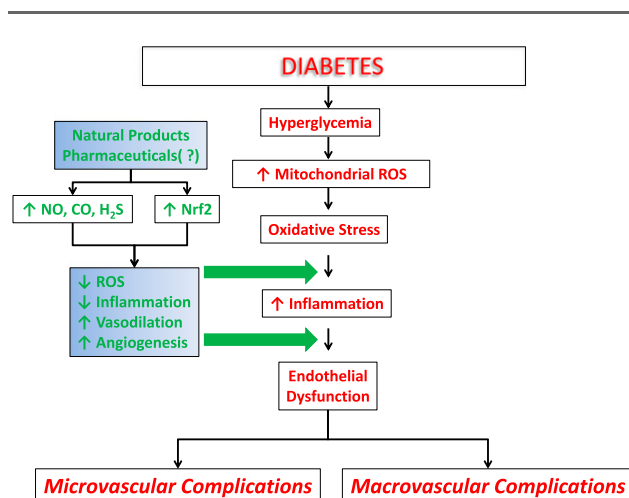 DIABETES
Hyperglycemia
Natural Products
Pharmaceuticals( ?)
↑ Mitochondrial ROS
↑ NO, CO, H₂S
↑ Nrf2
Oxidative Stress
↓ ROS
↓ Inflammation
↑ Vasodilation
↑ Angiogenesis
↑ Inflammation
Endothelial
Dysfunction
Microvascular Complications
Macrovascular Complications